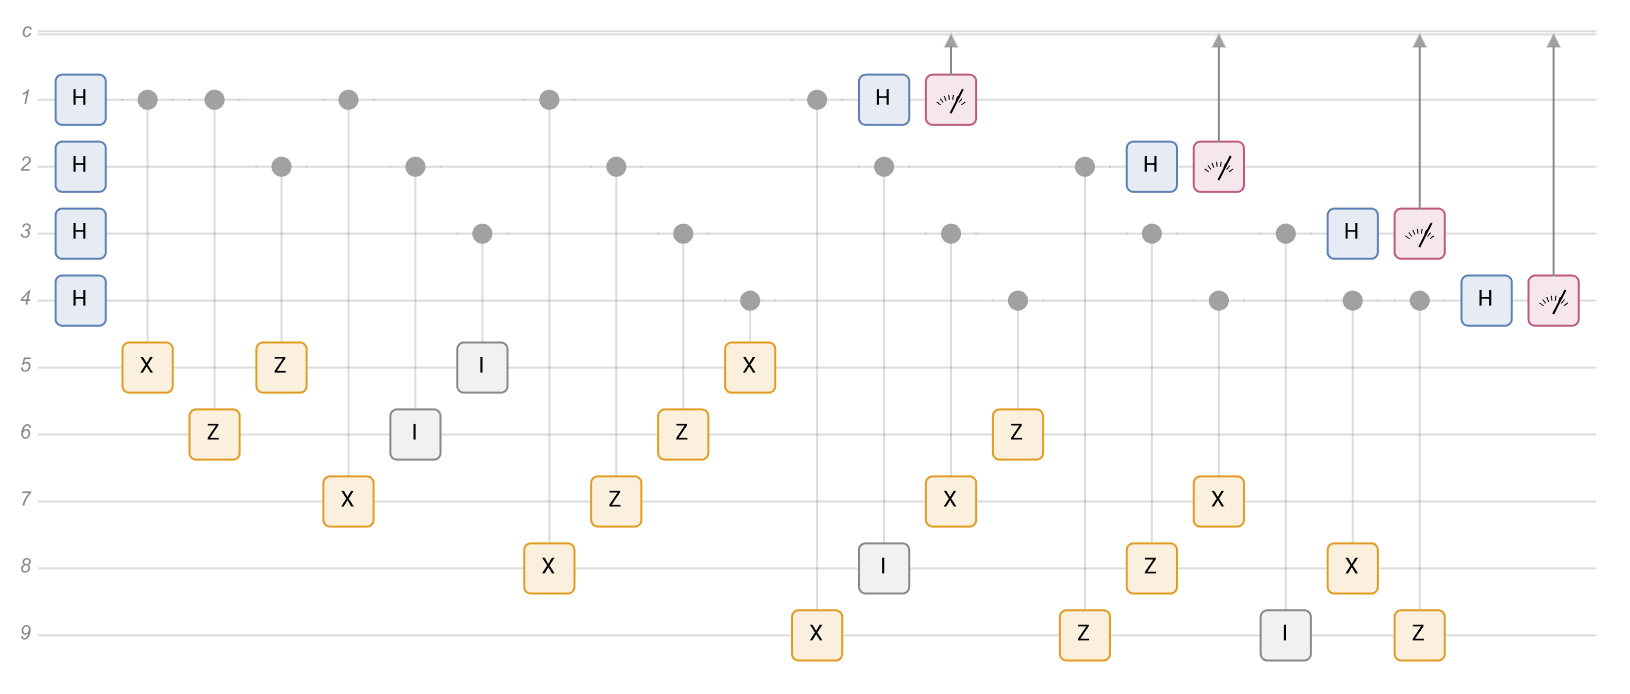 c
1 H H
2 H H
3 H H
4 H H
5 X Z I X
6 Z I Z Z
7 X Z X X
8 X I Z X
9 X Z I Z